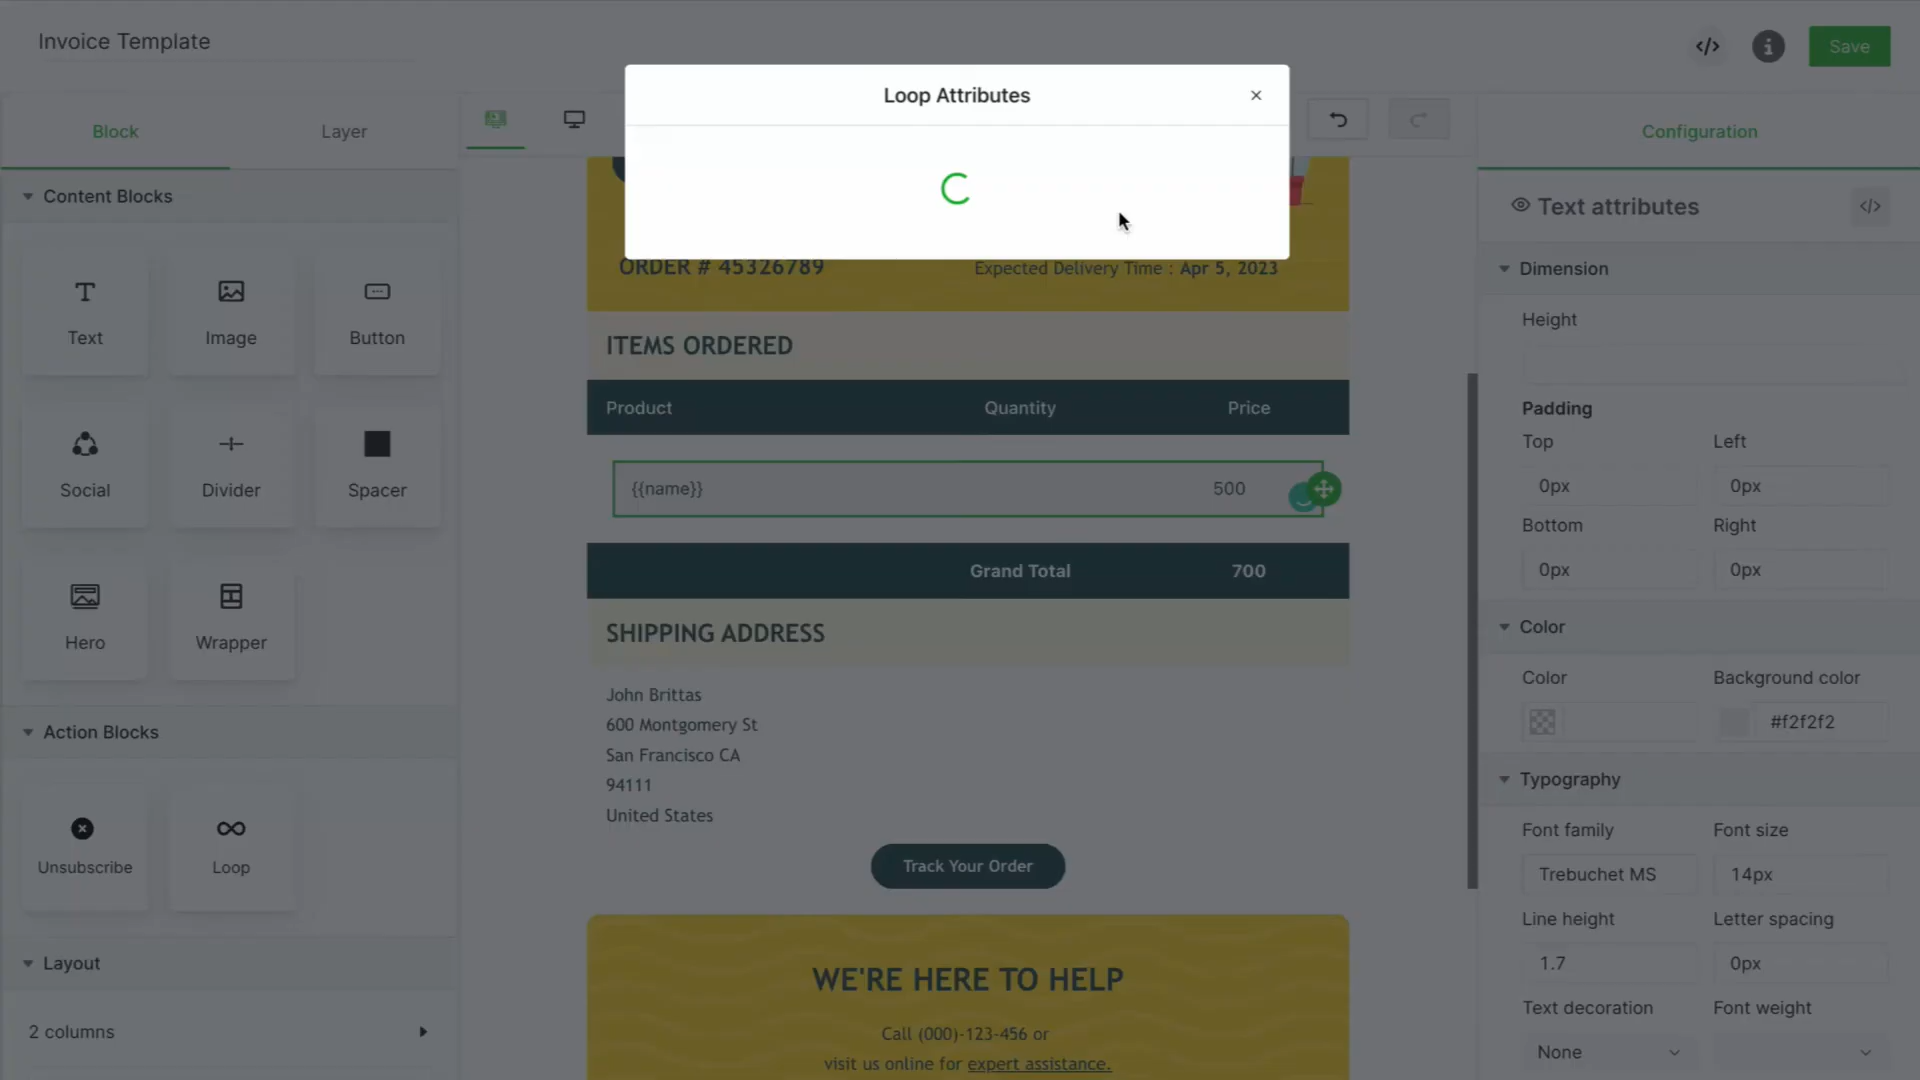 Invoice Template
Save
Loop Attributes
Block
Layer
Configuration
Content Blocks
Text
Image
Button
Social
Divider
Spacer
Hero
Wrapper
Action Blocks
Unsubscribe
Loop
Layout
2 columns
ORDER # 45326789
Expected Delivery Time : Apr 5, 2023
ITEMS ORDERED
Product Quantity Price
{{name}} 500
Grand Total 700
SHIPPING ADDRESS
John Brittas
600 Montgomery St
San Francisco CA
94111
United States
Track Your Order
WE'RE HERE TO HELP
Call (000)-123-456 or
visit us online for expert assistance.
Text attributes
Dimension
Height
Padding
Top Left
0px 0px
Bottom Right
0px 0px
Color
Color Background color
#f2f2f2
Typography
Font family Font size
Trebuchet MS 14px
Line height Letter spacing
1.7 0px
Text decoration Font weight
None